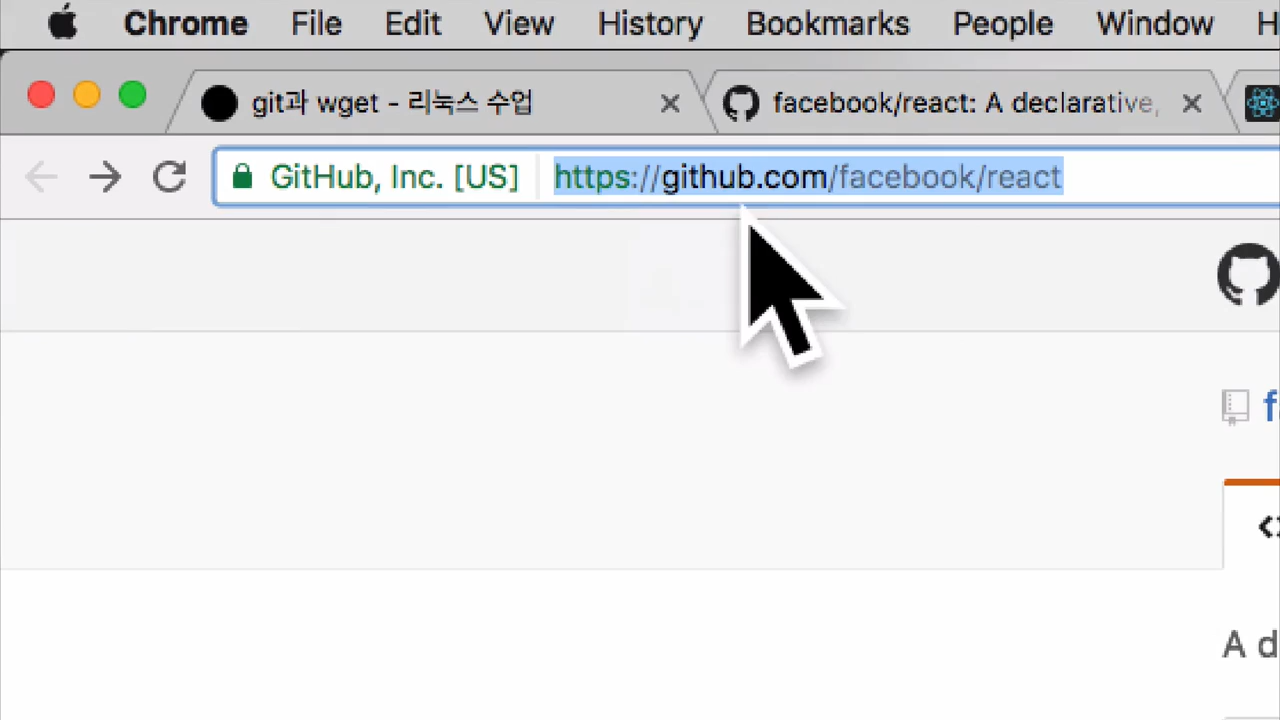 Chrome File Edit View History Bookmarks People Window H
git과 wget - 리눅스 수업
facebook/react: A declarative,
GitHub, Inc. [US] https://github.com/facebook/react
f
A d